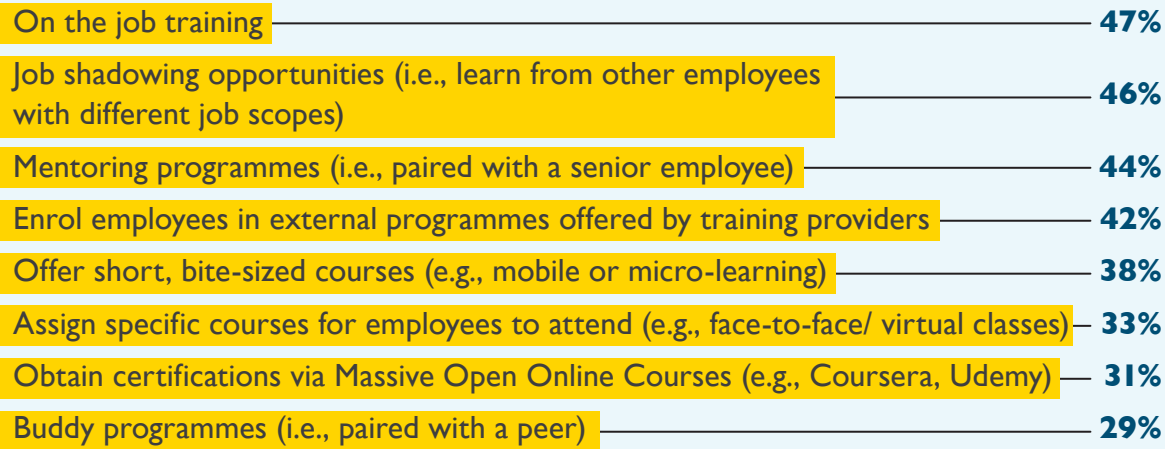 On the job training 47%
Job shadowing opportunities (i.e., learn from other employees
with different job scopes) 46%
Mentoring programmes (i.e., paired with a senior employee) 44%
Enrol employees in external programmes offered by training providers 42%
Offer short, bite-sized courses (e.g., mobile or micro-learning) 38%
Assign specific courses for employees to attend (e.g., face-to-face/ virtual classes) 33%
Obtain certifications via Massive Open Online Courses (e.g., Coursera, Udemy) 31%
Buddy programmes (i.e., paired with a peer) 29%